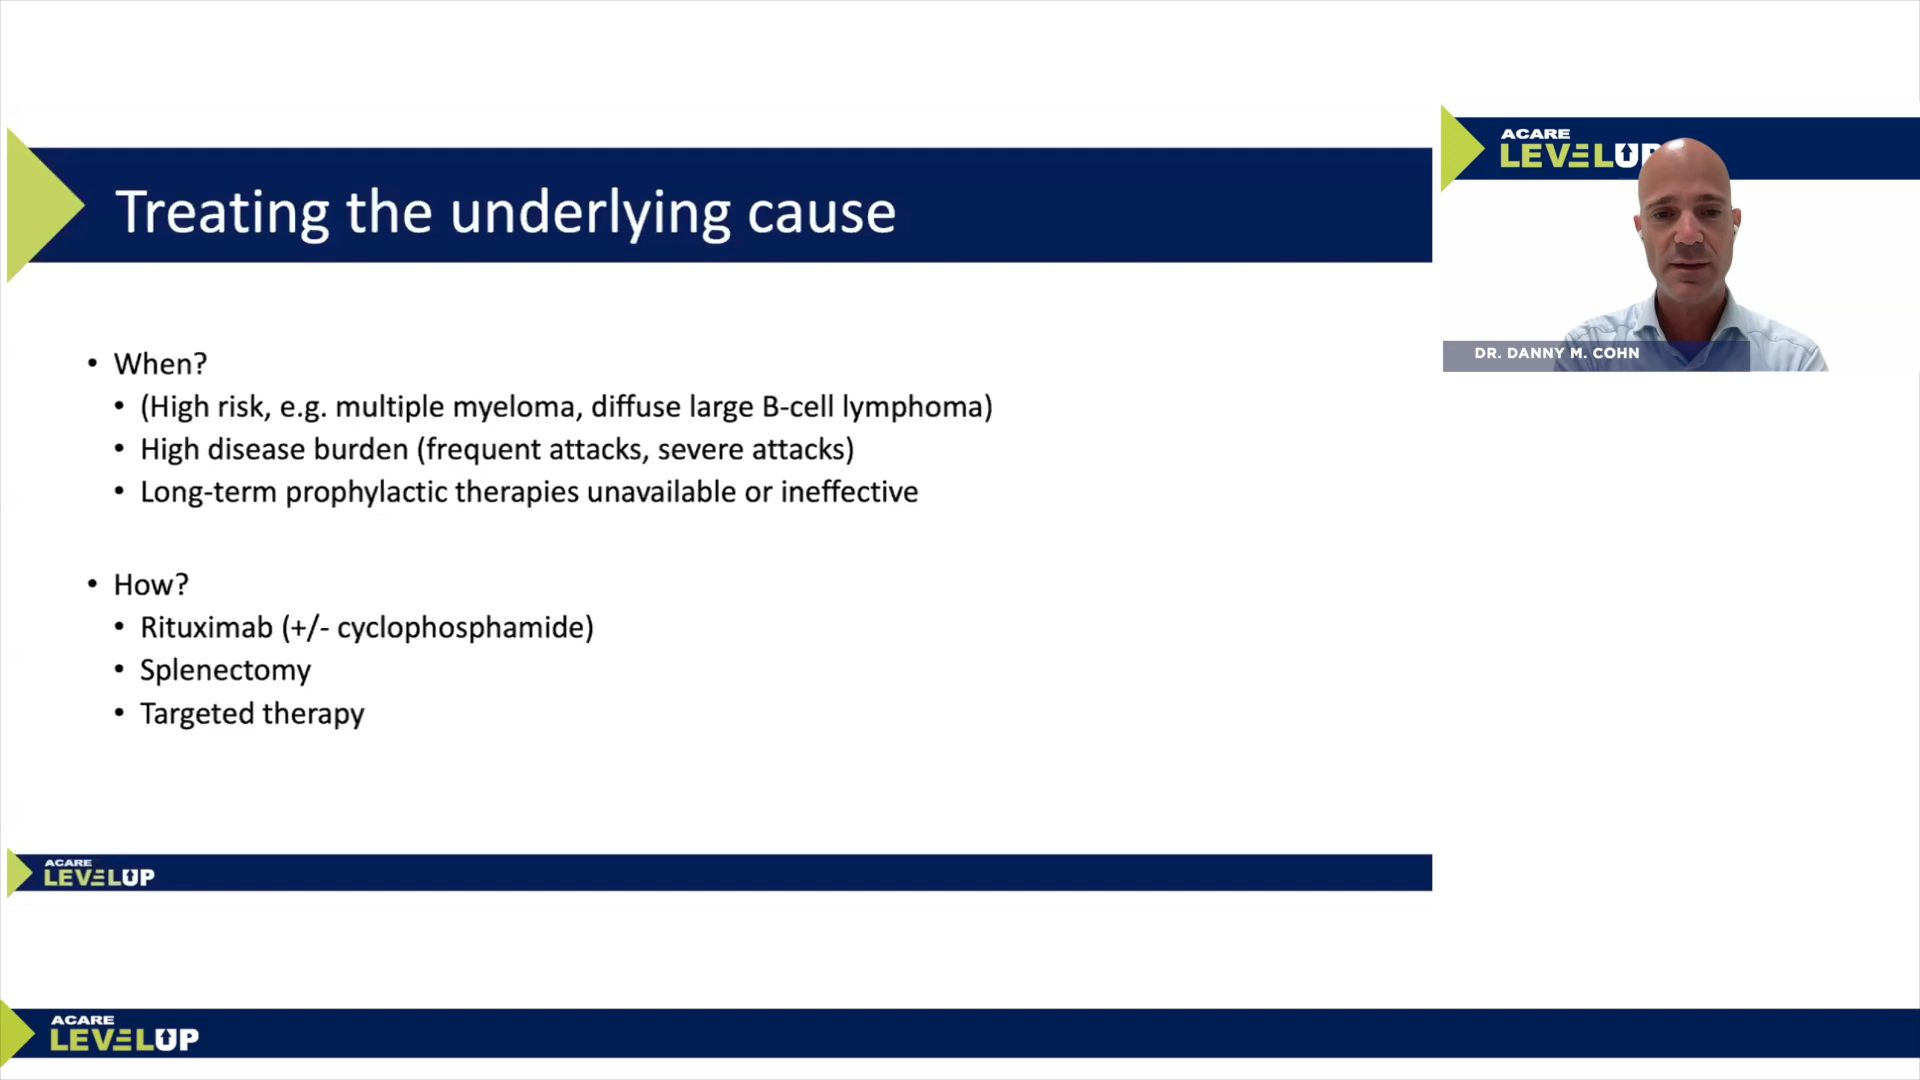 ACARE
LEVELUP
Treating the underlying cause
DR. DANNY M. COHN
• When?
• (High risk, e.g. multiple myeloma, diffuse large B-cell lymphoma)
• High disease burden (frequent attacks, severe attacks)
• Long-term prophylactic therapies unavailable or ineffective
• How?
• Rituximab (+/- cyclophosphamide)
• Splenectomy
• Targeted therapy
ACARE
LEVELUP
ACARE
LEVELUP